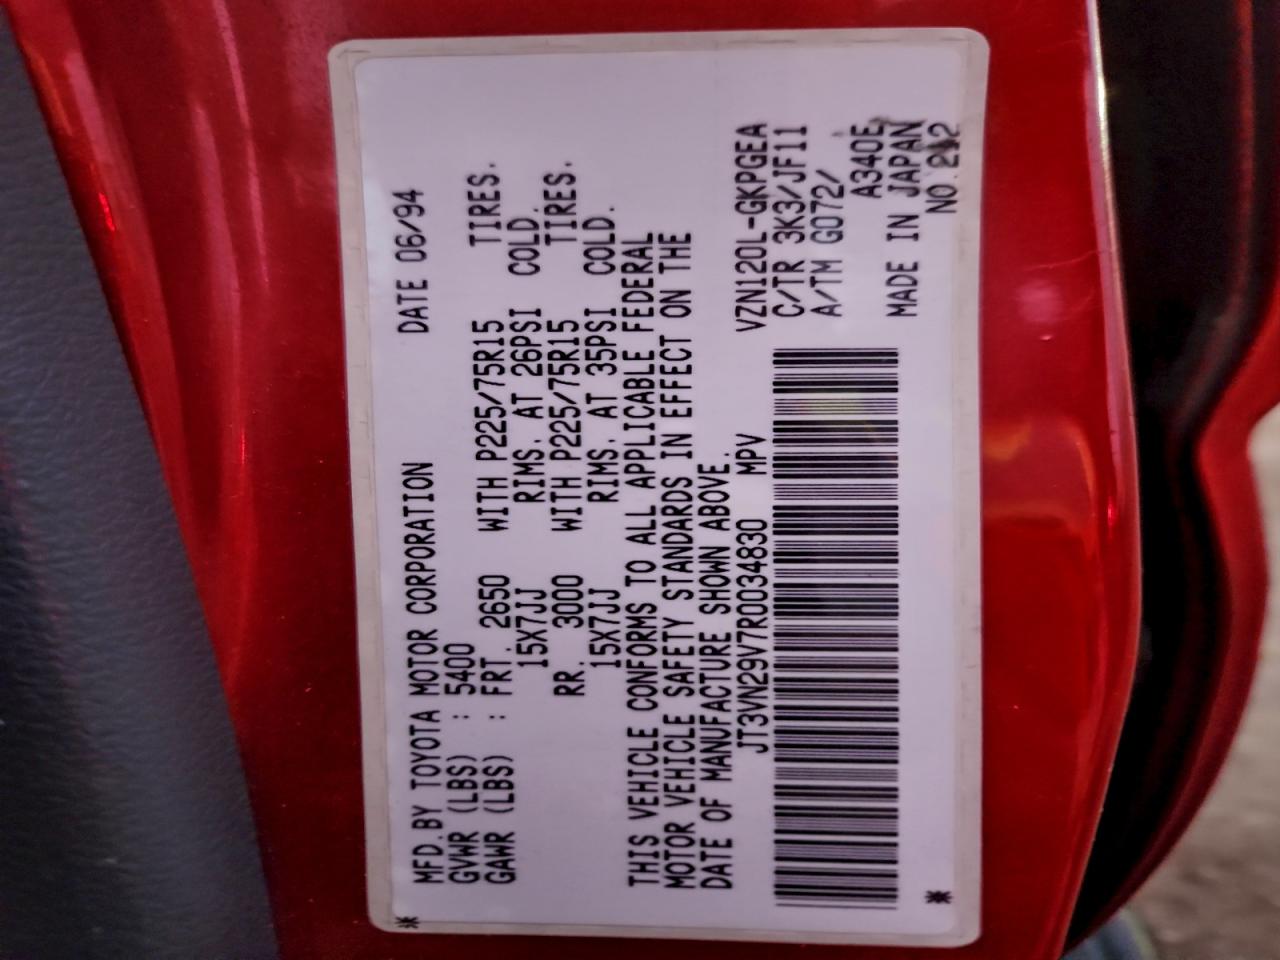 MFD.BY TOYOTA MOTOR CORPORATION DATE 06/94
GVWR (LBS) : 5400
GAWR (LBS) : FRT. 2650 WITH P225/75R15 TIRES.
15X7JJ RIMS. AT 26PSI COLD.
RR. 3000 WITH P225/75R15 TIRES.
15X7JJ RIMS. AT 35PSI COLD.
THIS VEHICLE CONFORMS TO ALL APPLICABLE FEDERAL
MOTOR VEHICLE SAFETY STANDARDS IN EFFECT ON THE
DATE OF MANUFACTURE SHOWN ABOVE.
JT3VN29V7R0034830 MPV
VZN120L-GKPGEA
C/TR 3K3/JF11
A/TM G072/
A340E
MADE IN JAPAN
NO.212